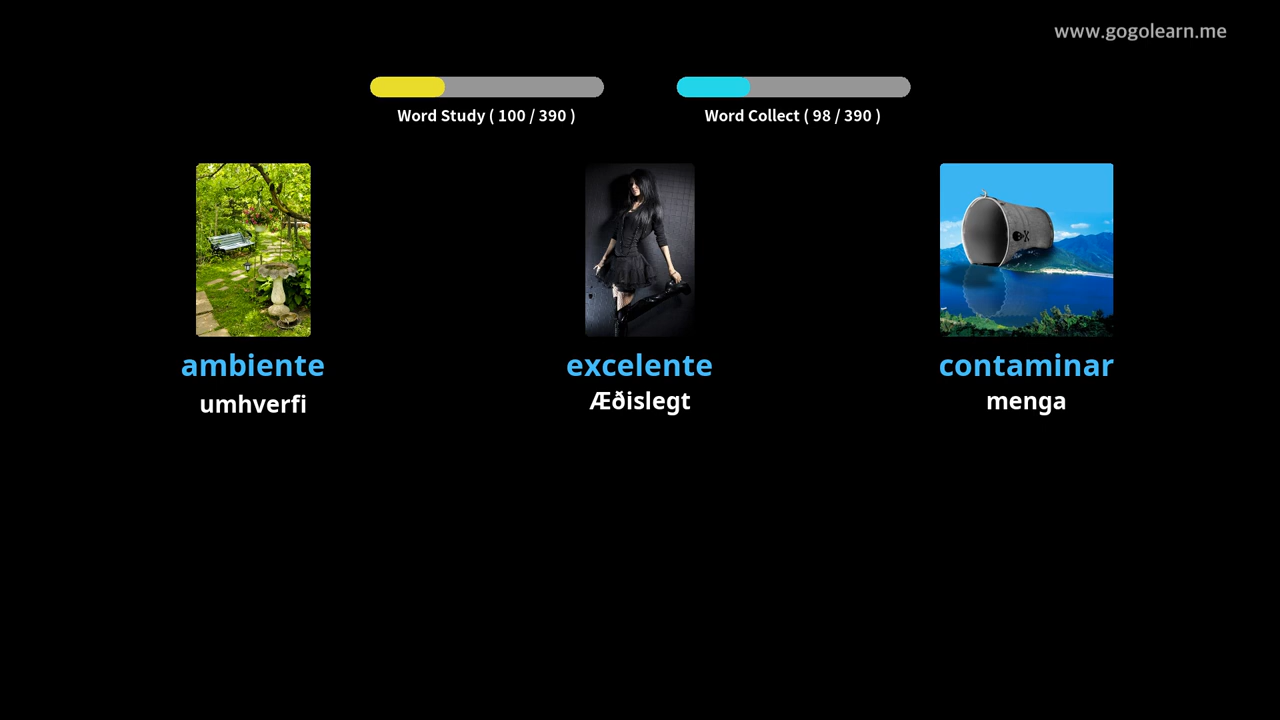 www.gogolearn.me
Word Study ( 100 / 390 )
Word Collect ( 98 / 390 )
ambiente
umhverfi
excelente
Æðislegt
contaminar
menga